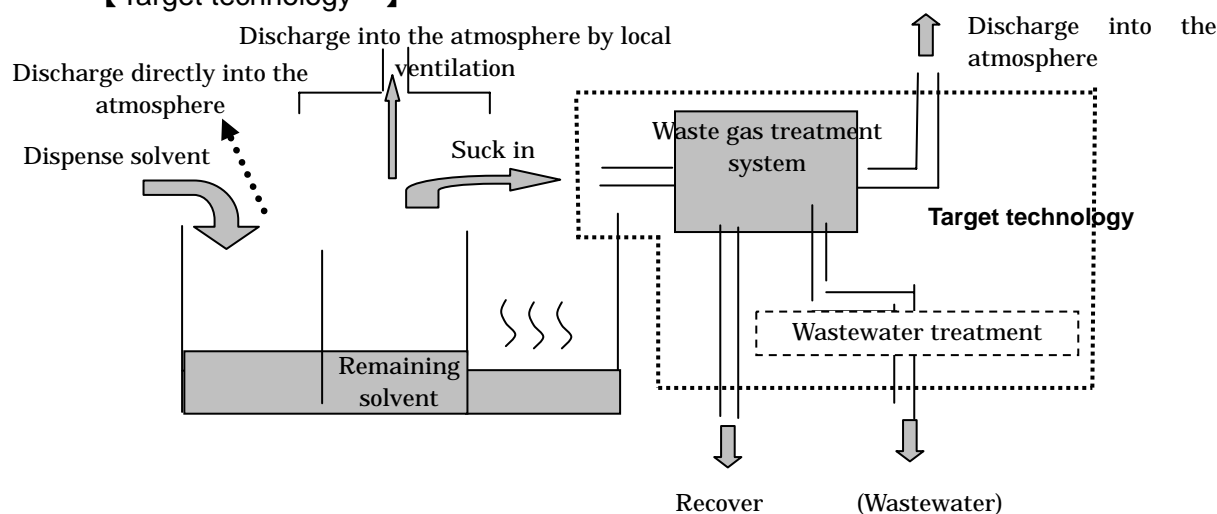 【 Target technology 】
Discharge into the atmosphere by local
ventilation
Discharge directly into the
atmosphere
Dispense solvent
Suck in
Discharge into the
atmosphere
Waste gas treatment
system
Target technology
Remaining
solvent
Wastewater treatment
Recover
(Wastewater)